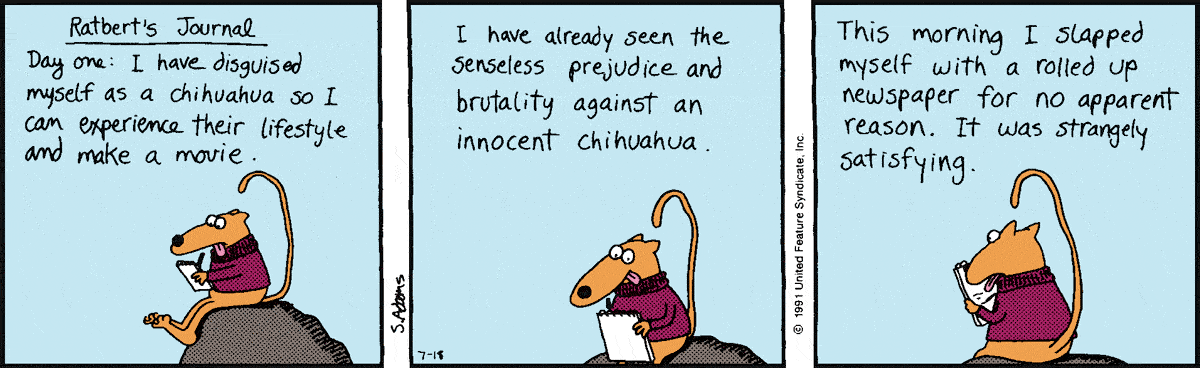 Ratbert's Journal
Day one: I have disguised
myself as a chihuahua so I
can experience their lifestyle
and make a movie.
S.Adams
I have already seen the
senseless prejudice and
brutality against an
innocent chihuahua.
7-18
© 1991 United Feature Syndicate, Inc.
This morning I slapped
myself with a rolled up
newspaper for no apparent
reason. It was strangely
satisfying.